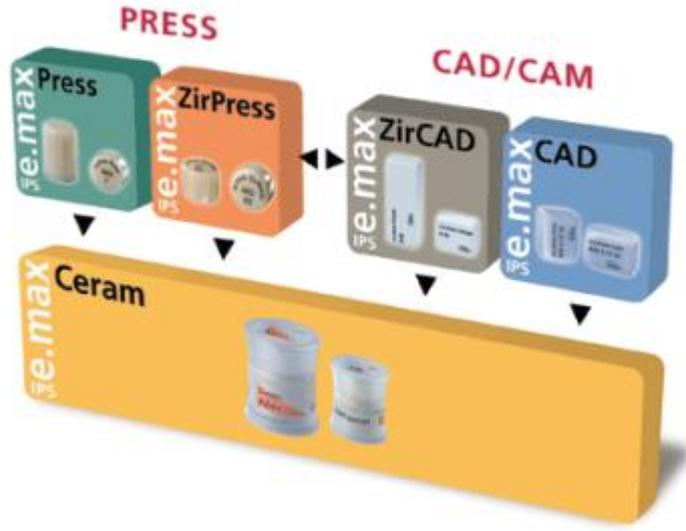 PRESS
CAD/CAM
IPS e.max Press
IPS e.max ZirPress
IPS e.max ZirCAD
IPS e.max CAD
IPS e.max Ceram